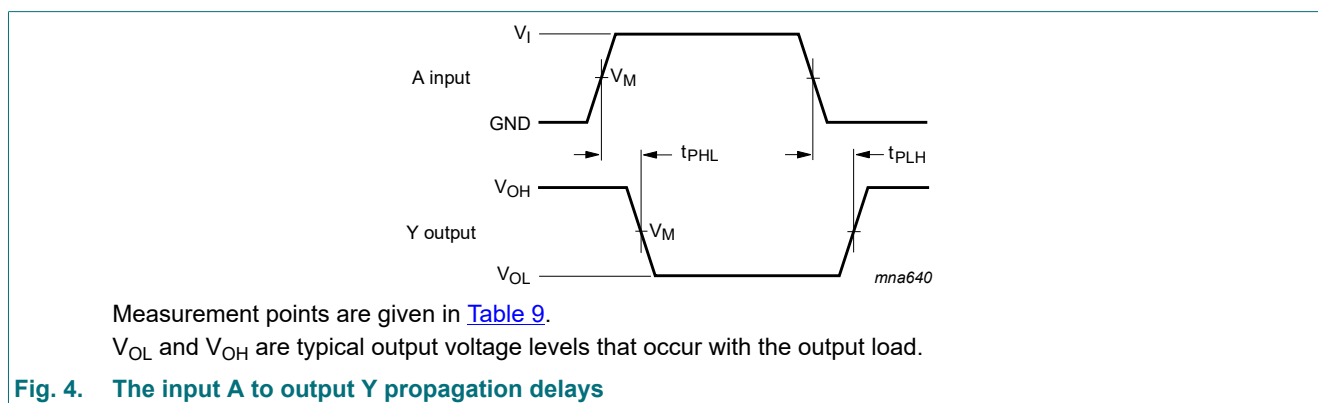 V_I
A input
V_M
GND
t_PHL
t_PLH
V_OH
Y output
V_M
V_OL
mna640
Measurement points are given in Table 9.
V_OL and V_OH are typical output voltage levels that occur with the output load.
Fig. 4. The input A to output Y propagation delays